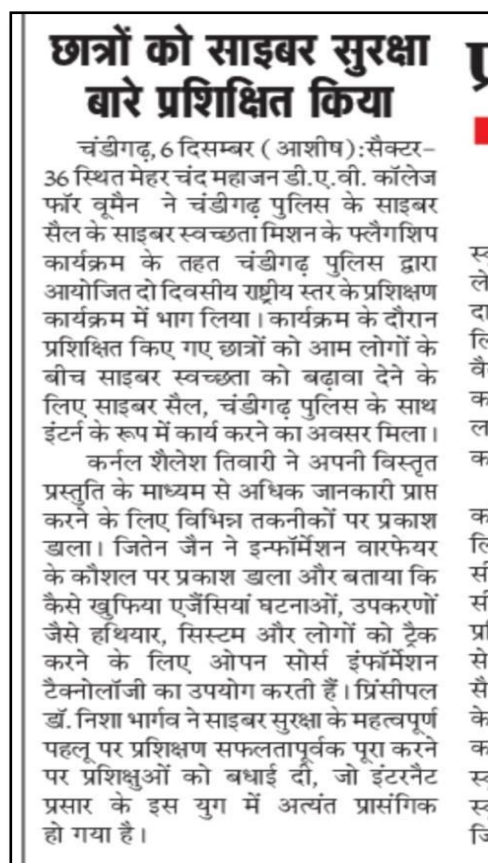 छात्रों को साइबर सुरक्षा
बारे प्रशिक्षित किया
चंडीगढ़, 6 दिसम्बर ( आशीष ):सैक्टर-
36 स्थित मेहर चंद महाजन डी.ए.वी. कॉलेज
फॉर वूमैन ने चंडीगढ़ पुलिस के साइबर
सैल के साइबर स्वच्छता मिशन के फ्लैगशिप
कार्यक्रम के तहत चंडीगढ़ पुलिस द्वारा
आयोजित दो दिवसीय राष्ट्रीय स्तर के प्रशिक्षण
कार्यक्रम में भाग लिया। कार्यक्रम के दौरान
प्रशिक्षित किए गए छात्रों को आम लोगों के
बीच साइबर स्वच्छता को बढ़ावा देने के
लिए साइबर सैल, चंडीगढ़ पुलिस के साथ
इंटर्न के रूप में कार्य करने का अवसर मिला।
कर्नल शैलेश तिवारी ने अपनी विस्तृत
प्रस्तुति के माध्यम से अधिक जानकारी प्राप्त
करने के लिए विभिन्न तकनीकों पर प्रकाश
डाला। जितेन जैन ने इन्फॉर्मेशन वारफेयर
के कौशल पर प्रकाश डाला और बताया कि
कैसे खुफिया एजैंसियां घटनाओं, उपकरणों
जैसे हथियार, सिस्टम और लोगों को ट्रैक
करने के लिए ओपन सोर्स इंफॉर्मेशन
टैक्नोलॉजी का उपयोग करती हैं। प्रिंसीपल
डॉ. निशा भार्गव ने साइबर सुरक्षा के महत्वपूर्ण
पहलू पर प्रशिक्षण सफलतापूर्वक पूरा करने
पर प्रशिक्षुओं को बधाई दी, जो इंटरनैट
प्रसार के इस युग में अत्यंत प्रासंगिक
हो गया है।